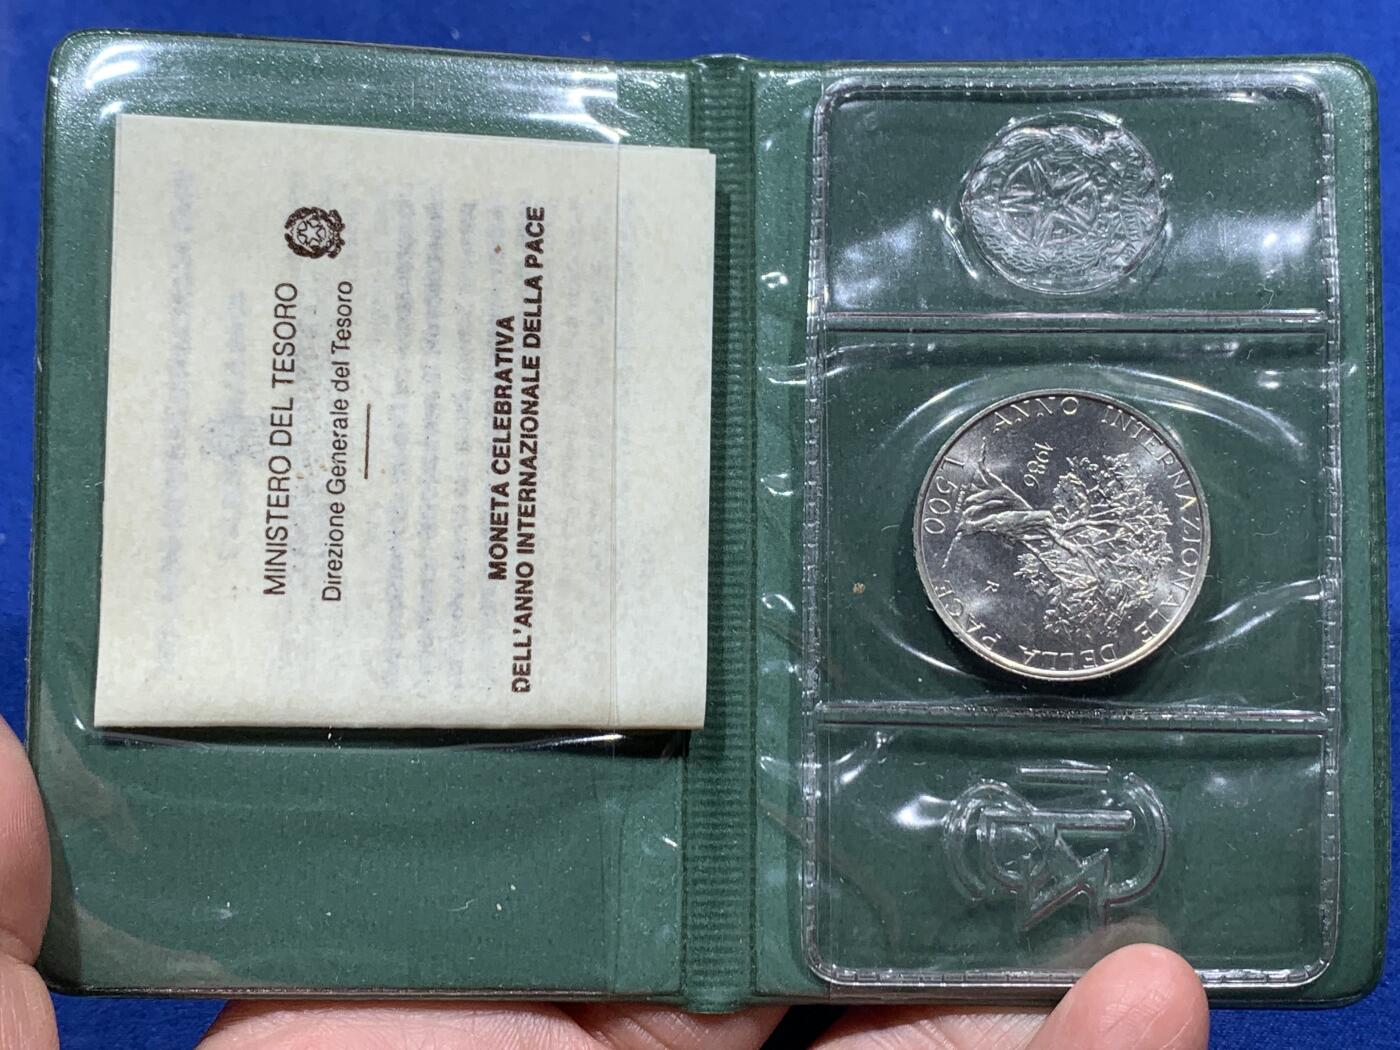 MINISTERO DEL TESORO
Direzione Generale del Tesoro
MONETA CELEBRATIVA
DELL'ANNO INTERNAZIONALE DELLA PACE
ANNO INTERNAZIONALE DELLA PACE
1986
L 500
R